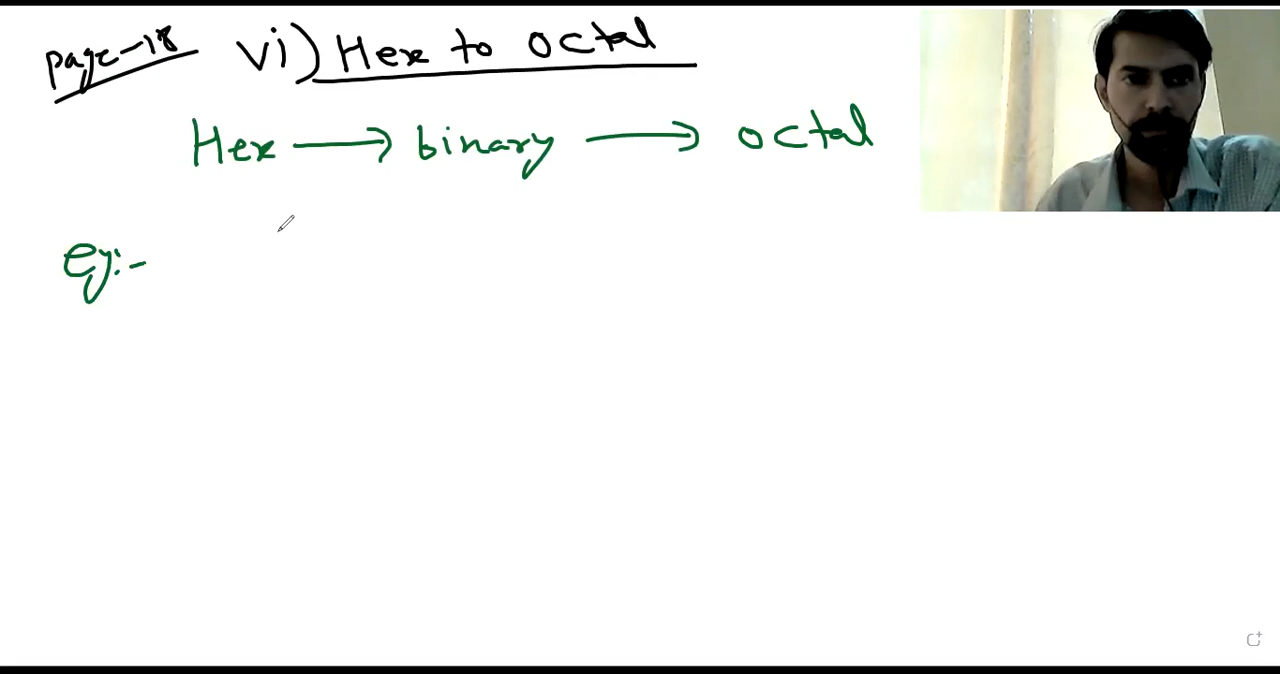 page-18 vi) Hex to octal
Hex → binary → octal
Eg:-